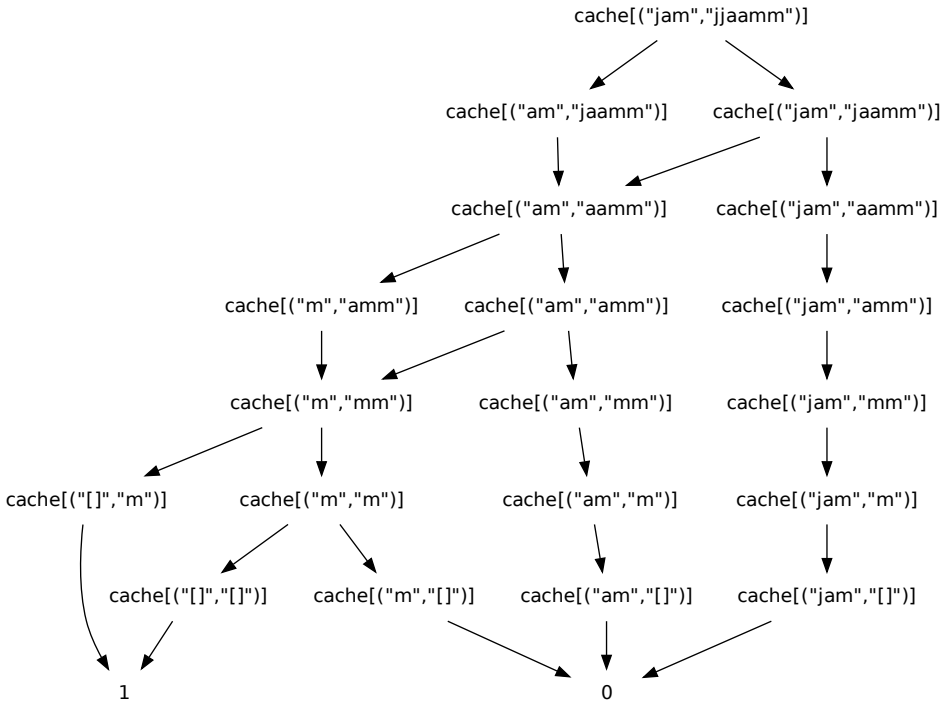 cache[("jam","jjaamm")]
cache[("am","jaamm")] cache[("jam","jaamm")]
cache[("am","aamm")] cache[("jam","aamm")]
cache[("m","amm")] cache[("am","amm")] cache[("jam","amm")]
cache[("m","mm")] cache[("am","mm")] cache[("jam","mm")]
cache[("[]","m")] cache[("m","m")] cache[("am","m")] cache[("jam","m")]
cache[("[]","[]")] cache[("m","[]")] cache[("am","[]")] cache[("jam","[]")]
1 0